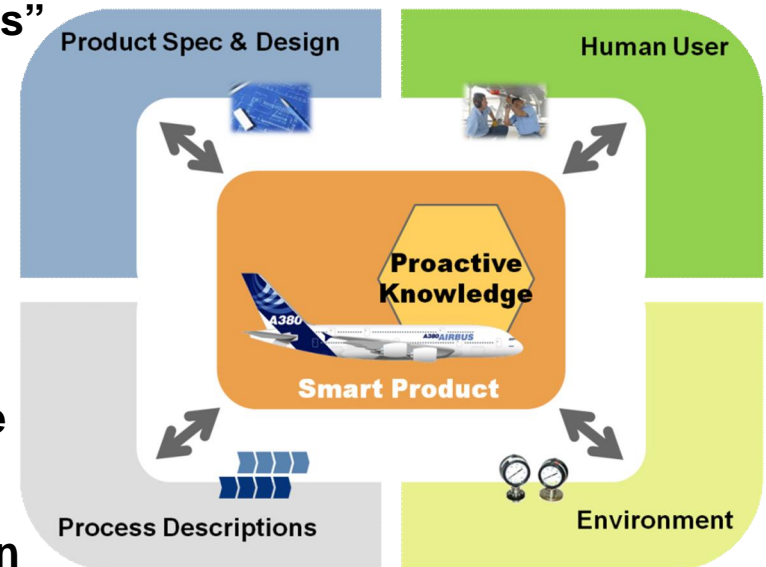 s”
Product Spec & Design
Human User
Proactive
Knowledge
A380
A380 AIRBUS
Smart Product
e
n
Process Descriptions
Environment